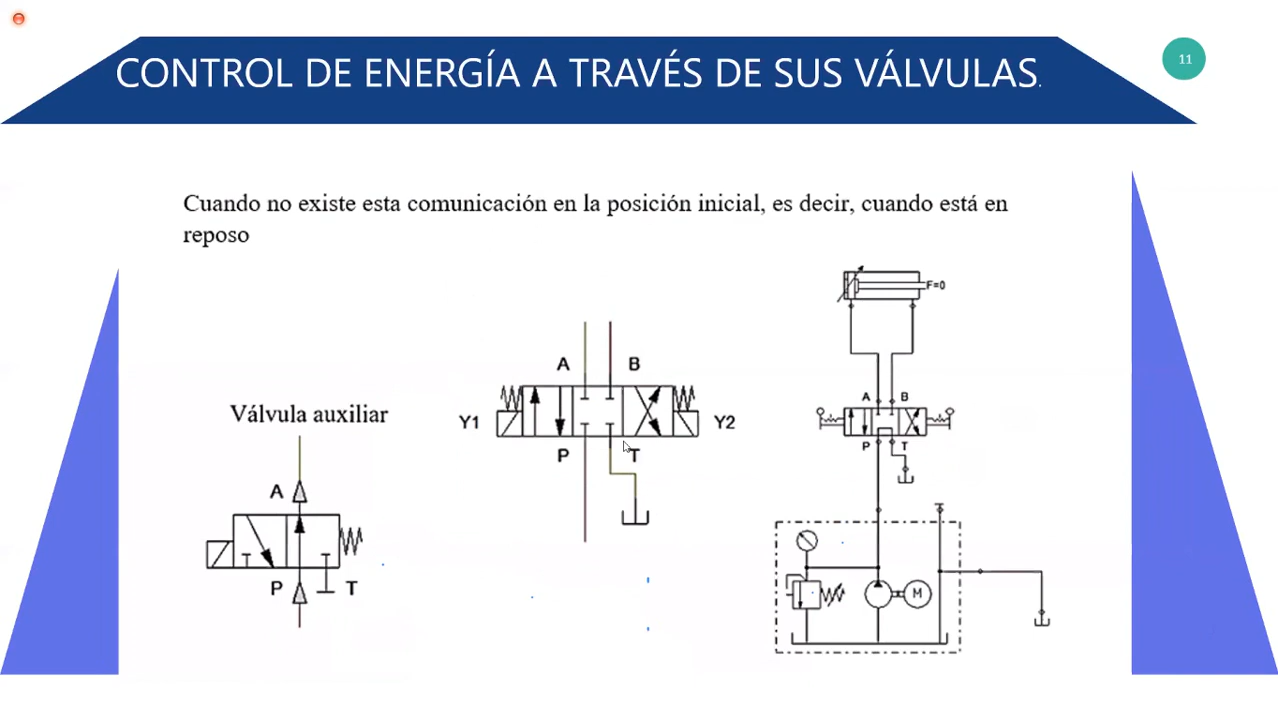 CONTROL DE ENERGÍA A TRAVÉS DE SUS VÁLVULAS.
11
Cuando no existe esta comunicación en la posición inicial, es decir, cuando está en
reposo
Válvula auxiliar
A
P T
A B
Y1 Y2
P T
F=0
A B
P T
M